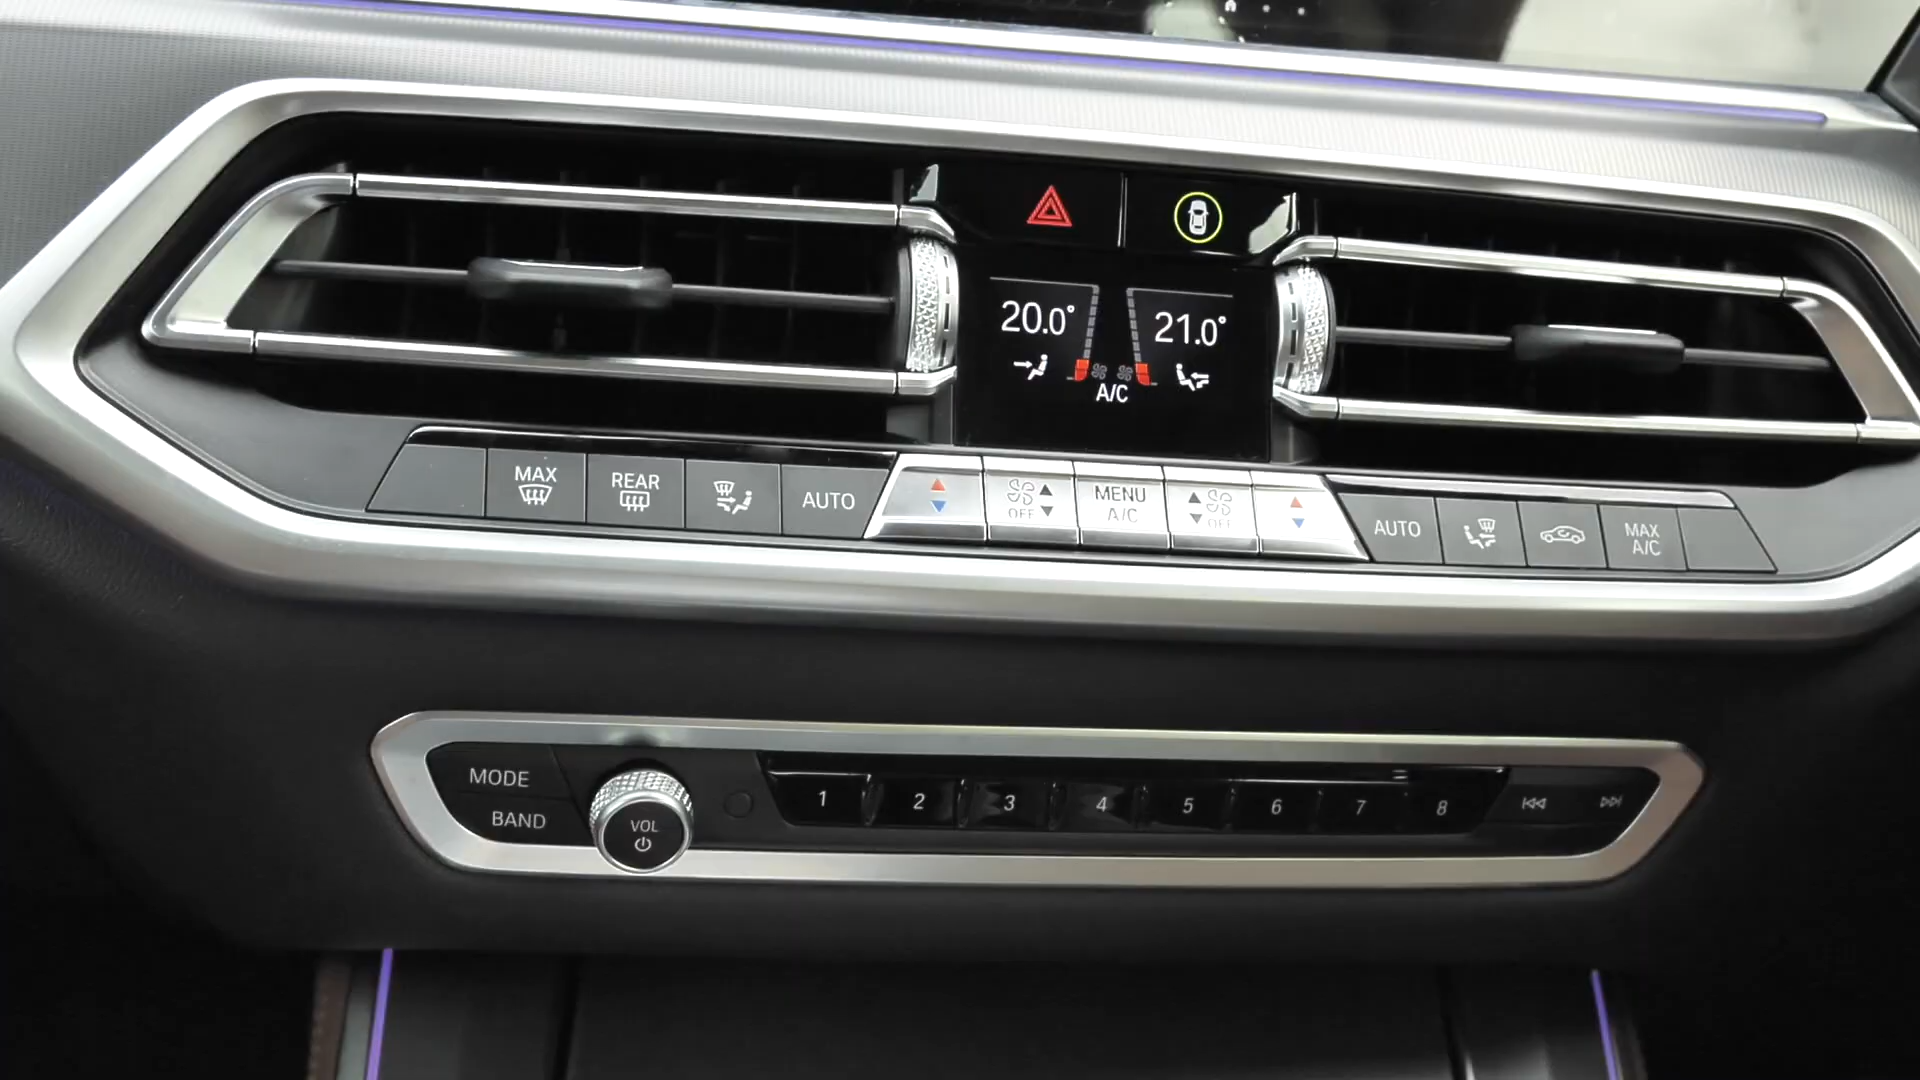 20.0°
21.0°
A/C
MAX
REAR
AUTO
OFF
MENU
A/C
OFF
AUTO
MAX
A/C
MODE
BAND
VOL
1 2 3 4 5 6 7 8